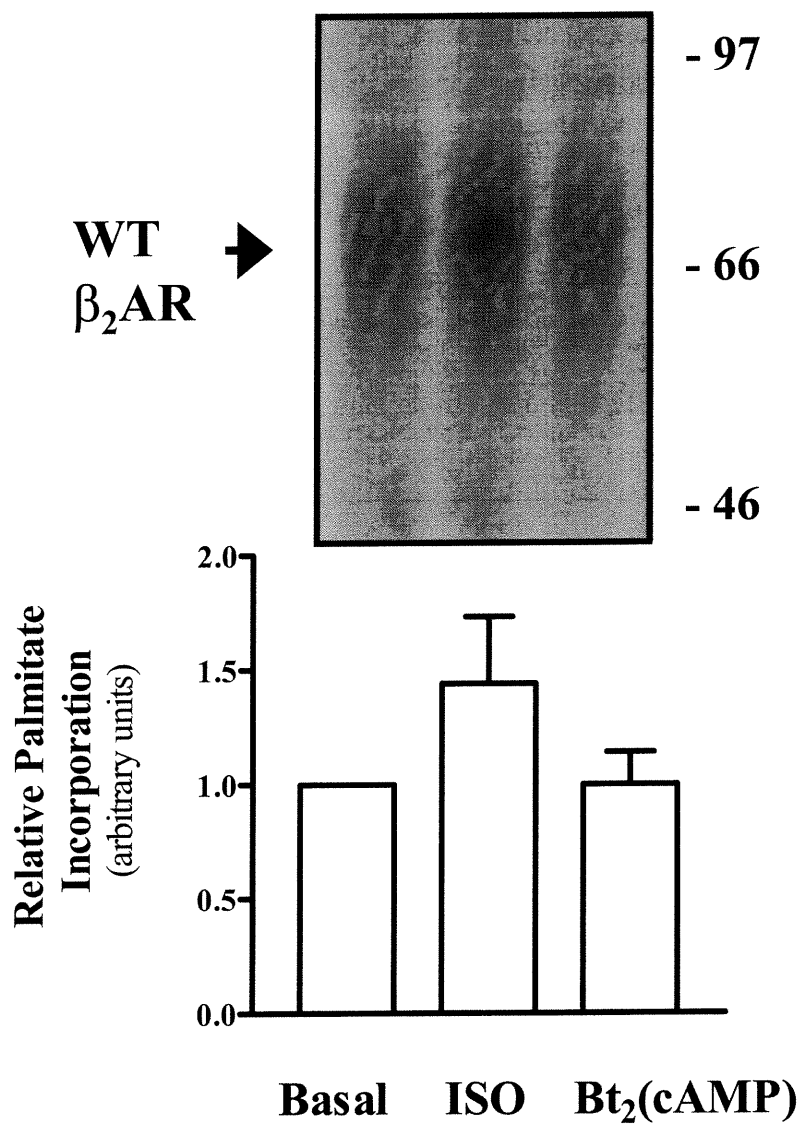 - 97
WT
β₂AR
- 66
- 46
Relative Palmitate
Incorporation
(arbitrary units)
2.0
1.5
1.0
0.5
0.0
Basal ISO Bt₂(cAMP)